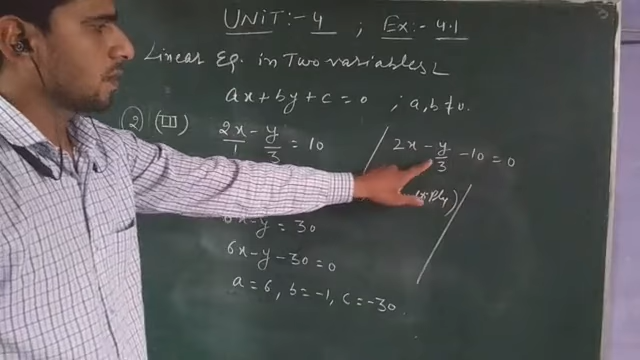 UNIT:- 4 ; Ex:- 4.1
Linear Eq. in Two variables
ax + by + c = 0 ; a, b ≠ 0.
② (III) 2x/1 - y/3 = 10
6x - y = 30
6x - y - 30 = 0
a = 6, b = -1, c = -30.
2x - y/3 - 10 = 0